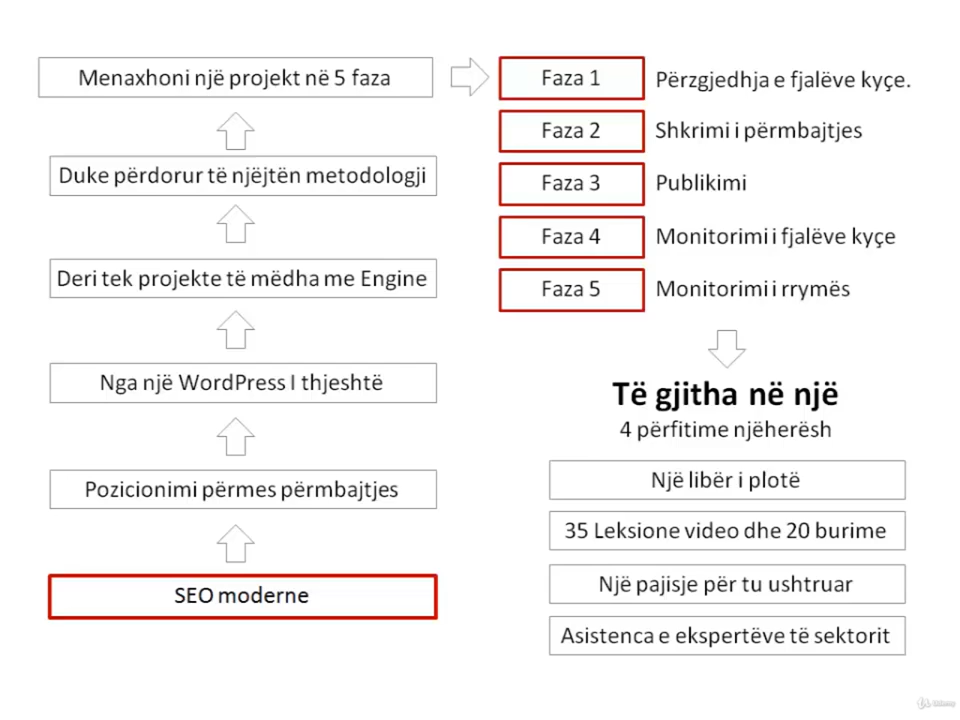 Menaxhoni një projekt në 5 faza
Duke përdorur të njëjtën metodologji
Deri tek projekte të mëdha me Engine
Nga një WordPress I thjeshtë
Pozicionimi përmes përmbajtjes
SEO moderne
Faza 1 Përzgjedhja e fjalëve kyçe.
Faza 2 Shkrimi i përmbajtjes
Faza 3 Publikimi
Faza 4 Monitorimi i fjalëve kyçe
Faza 5 Monitorimi i rrymës
Të gjitha në një
4 përfitime njëherësh
Një libër i plotë
35 Leksione video dhe 20 burime
Një pajisje për tu ushtruar
Asistenca e ekspertëve të sektorit